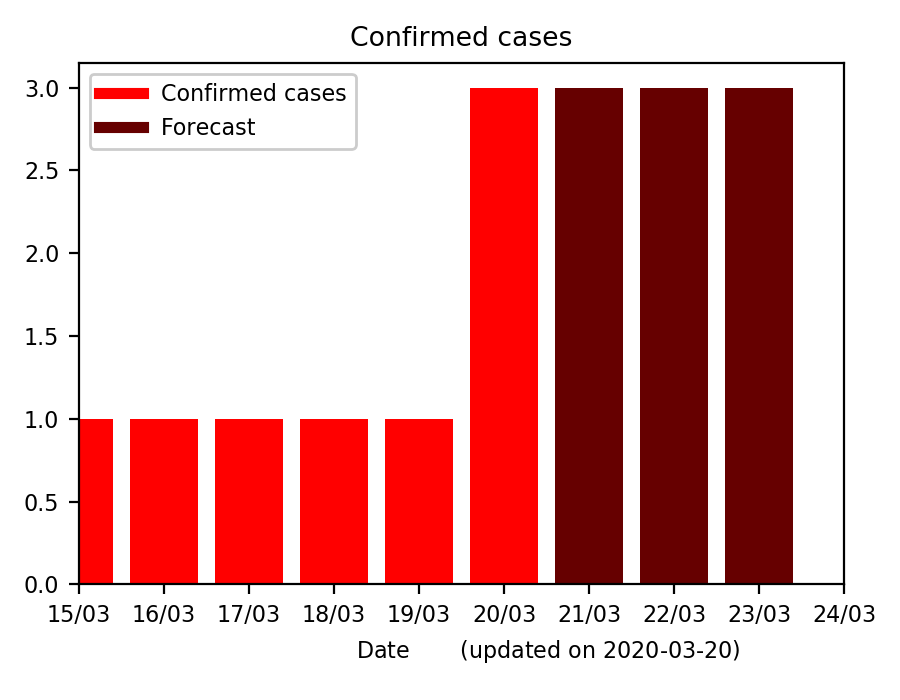 Confirmed cases
Confirmed cases
Forecast
3.0
2.5
2.0
1.5
1.0
0.5
0.0
15/03 16/03 17/03 18/03 19/03 20/03 21/03 22/03 23/03 24/03
Date (updated on 2020-03-20)